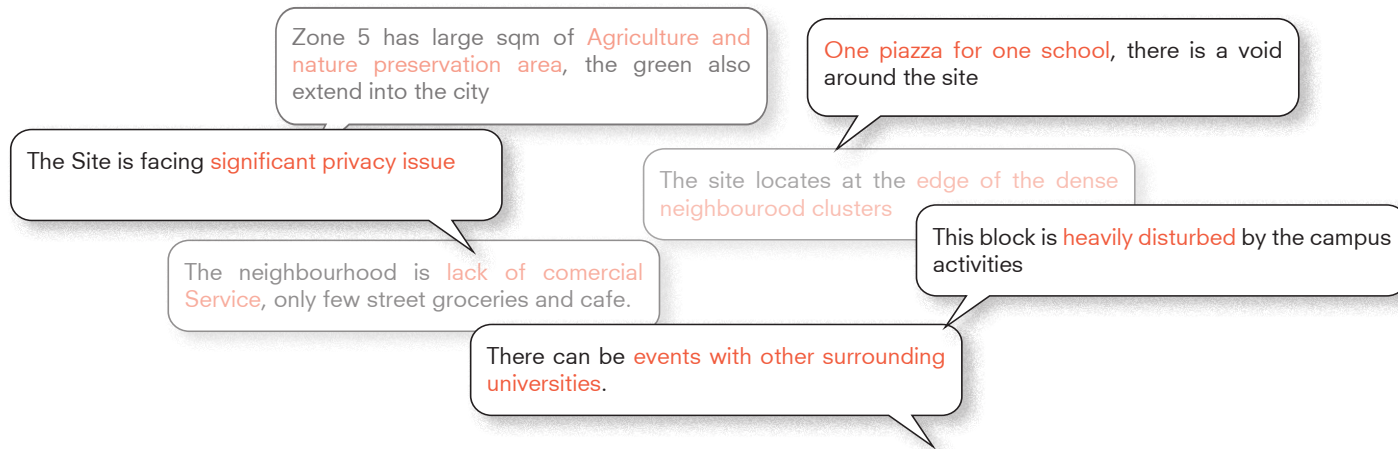 Zone 5 has large sqm of Agriculture and
nature preservation area, the green also
extend into the city
One piazza for one school, there is a void
around the site
The Site is facing significant privacy issue
The site locates at the edge of the dense
neighbourood clusters
This block is heavily disturbed by the campus
activities
The neighbourhood is lack of comercial
Service, only few street groceries and cafe.
There can be events with other surrounding
universities.